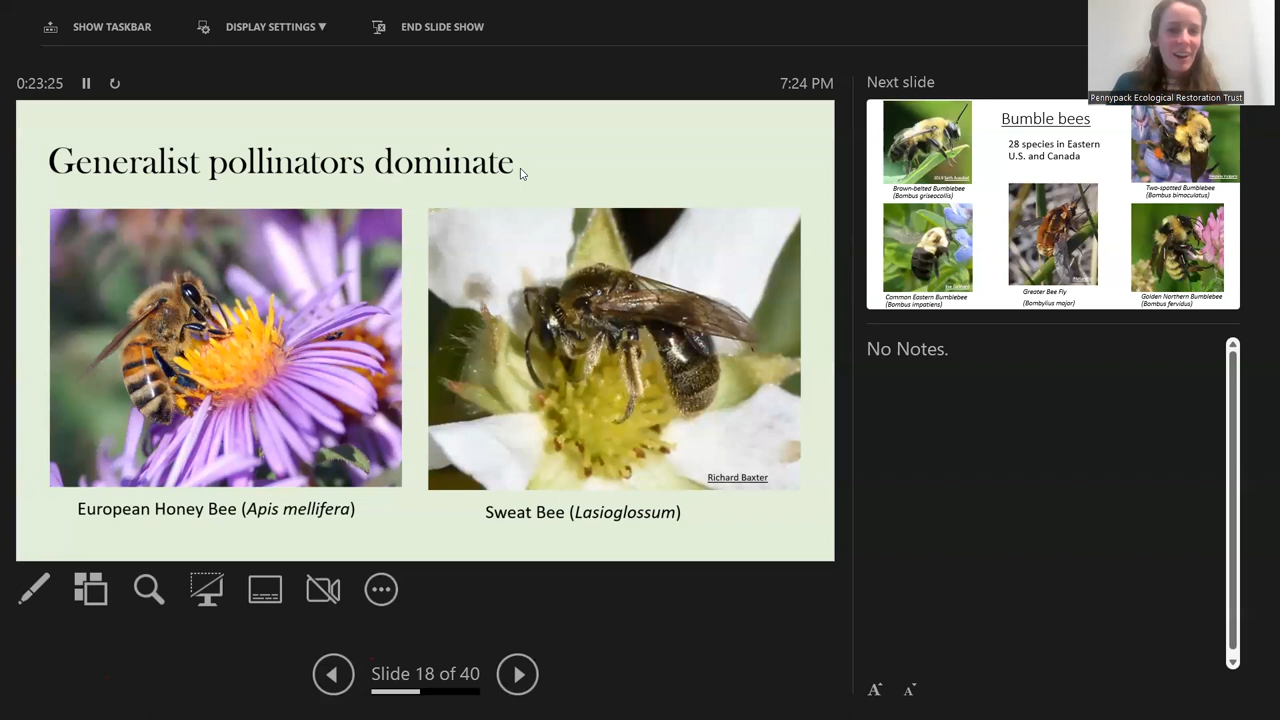 SHOW TASKBAR
DISPLAY SETTINGS ▼
END SLIDE SHOW
0:23:25
7:24 PM
Generalist pollinators dominate
Richard Baxter
European Honey Bee (Apis mellifera)
Sweat Bee (Lasioglossum)
Slide 18 of 40
Next slide
Pennypack Ecological Restoration Trust
Bumble bees
28 species in Eastern
U.S. and Canada
Brown-belted Bumblebee
(Bombus griseocollis)
Two-spotted Bumblebee
(Bombus bimaculatus)
Common Eastern Bumblebee
(Bombus impatiens)
Greater Bee Fly
(Bombylius major)
Golden Northern Bumblebee
(Bombus fervidus)
No Notes.
A
A